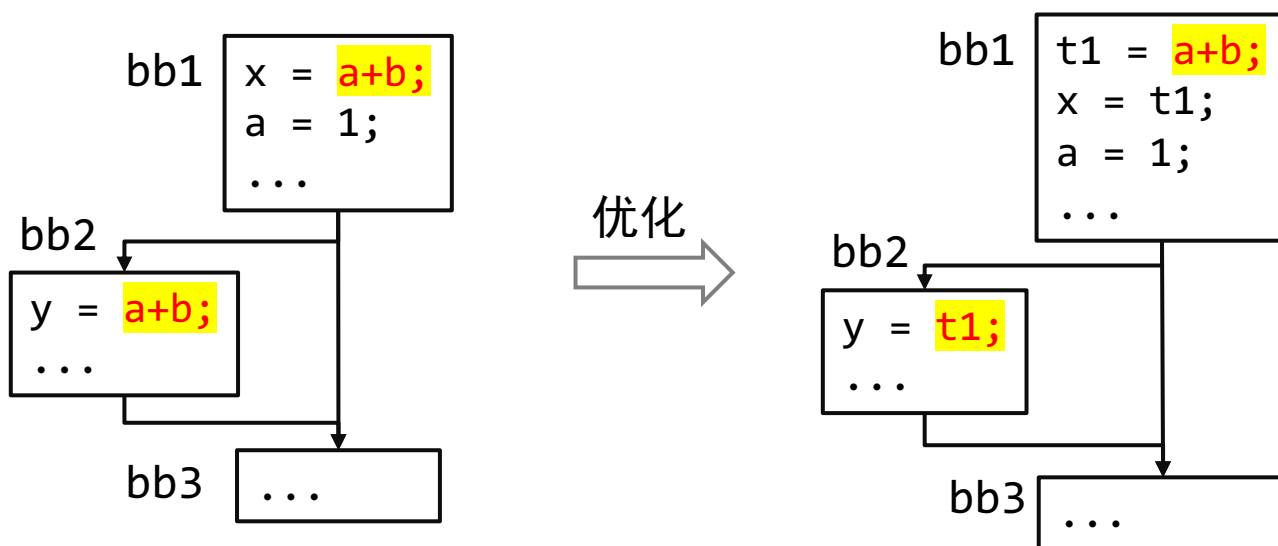 bb1
x = a+b;
a = 1;
...
bb2
y = a+b;
...
bb3
...
优化
bb1
t1 = a+b;
x = t1;
a = 1;
...
bb2
y = t1;
...
bb3
...